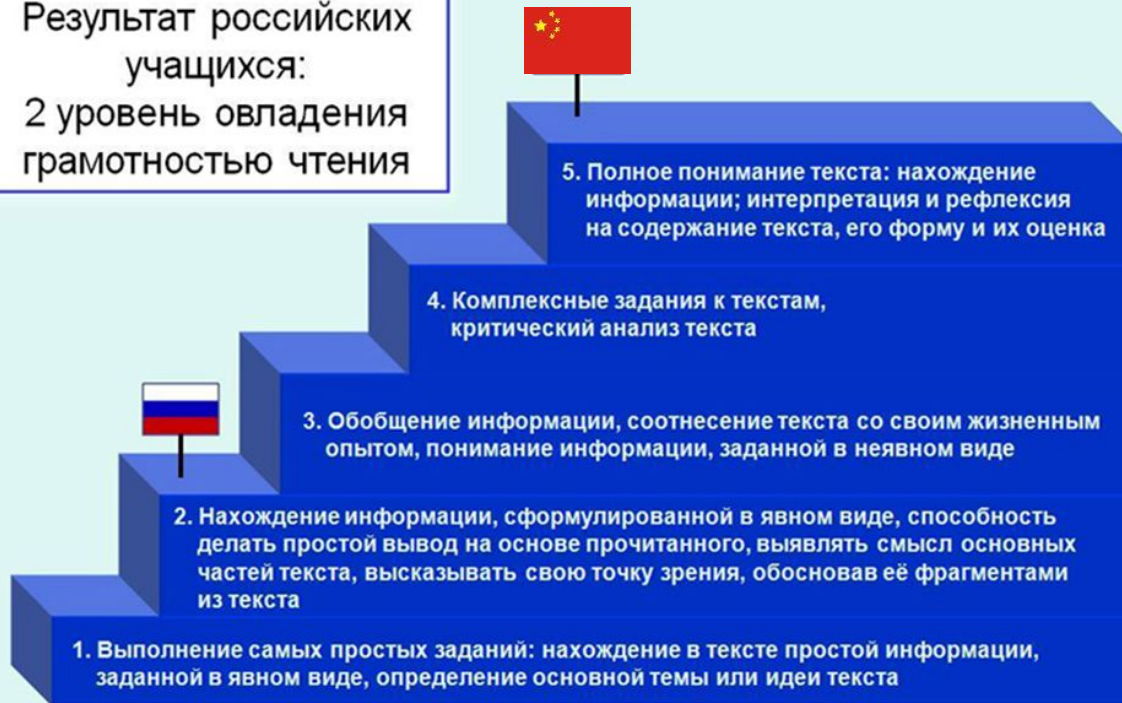 Результат российских
учащихся:
2 уровень овладения
грамотностью чтения
5. Полное понимание текста: нахождение
информации; интерпретация и рефлексия
на содержание текста, его форму и их оценка
4. Комплексные задания к текстам,
критический анализ текста
3. Обобщение информации, соотнесение текста со своим жизненным
опытом, понимание информации, заданной в неявном виде
2. Нахождение информации, сформулированной в явном виде, способность
делать простой вывод на основе прочитанного, выявлять смысл основных
частей текста, высказывать свою точку зрения, обосновав её фрагментами
из текста
1. Выполнение самых простых заданий: нахождение в тексте простой информации,
заданной в явном виде, определение основной темы или идеи текста